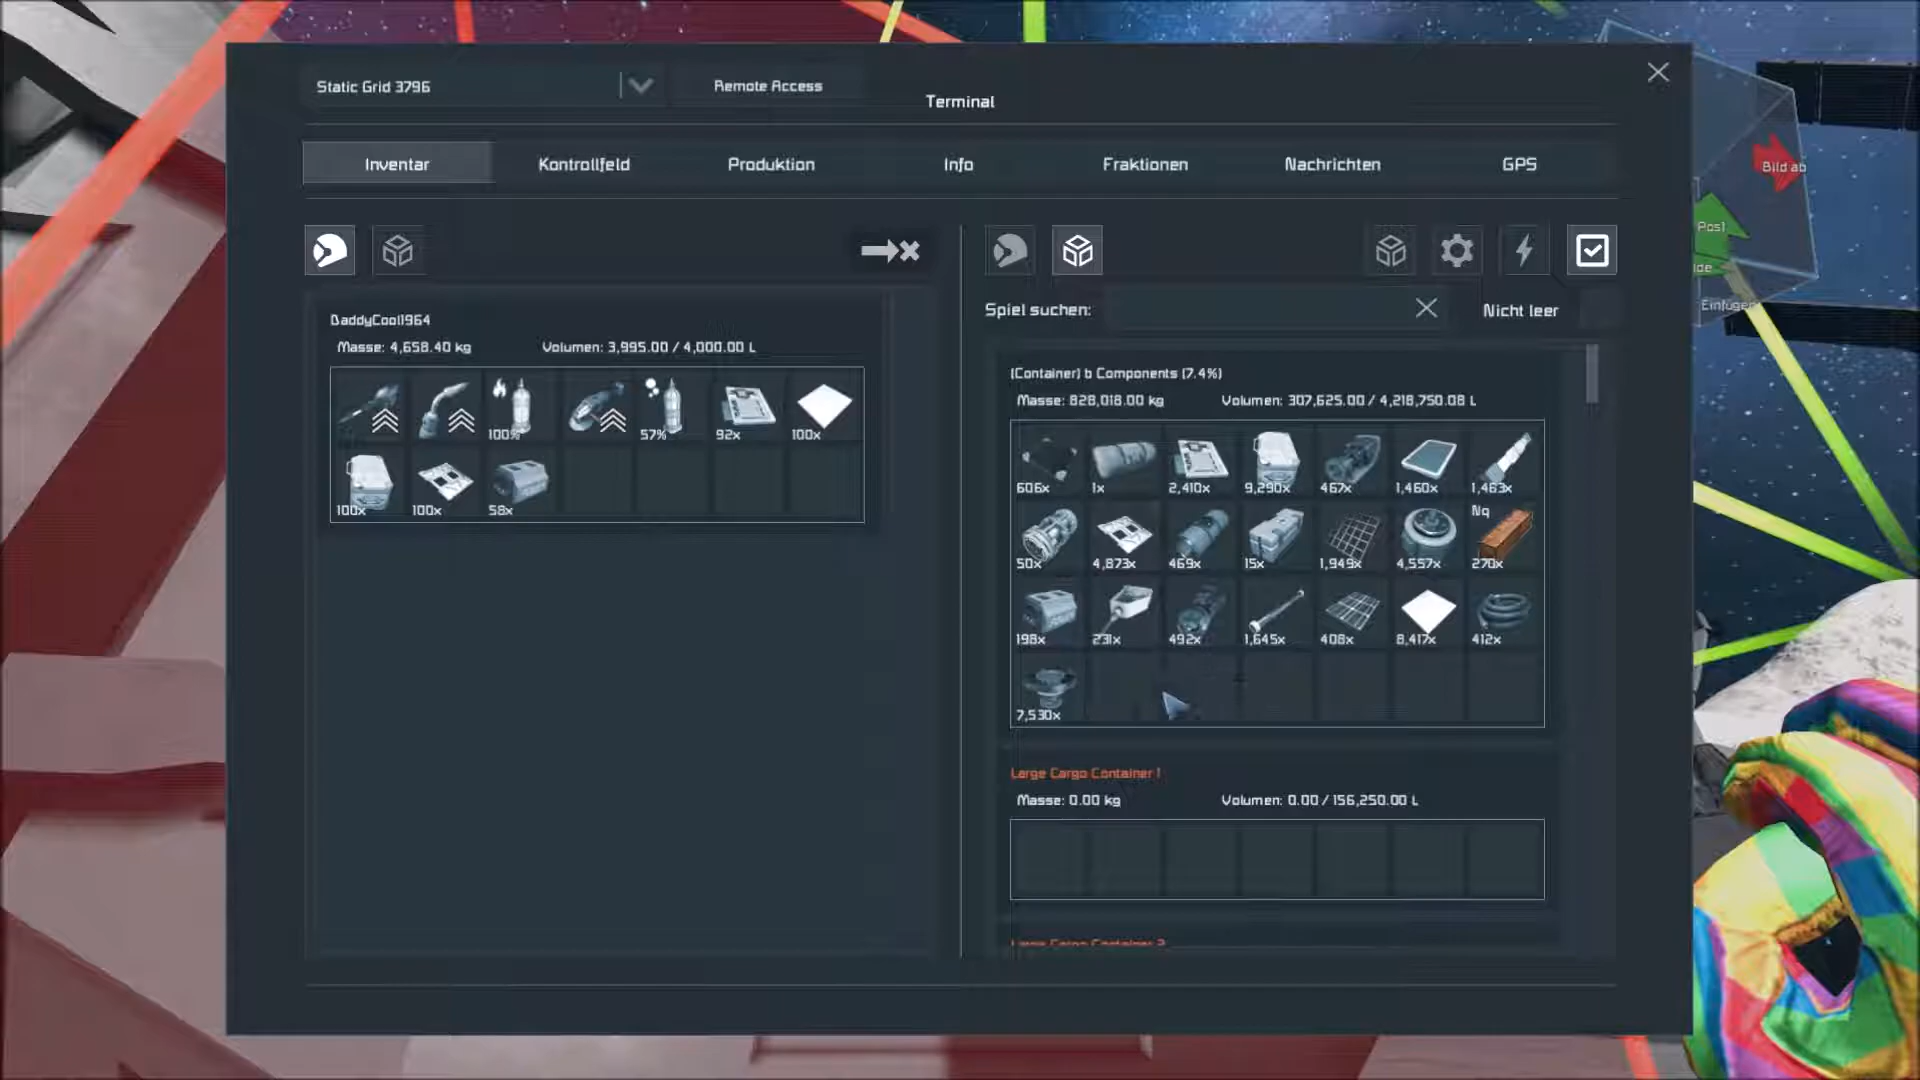 Static Grid 3796
Remote Access
Terminal
Inventar
Kontrollfeld
Produktion
Info
Fraktionen
Nachrichten
GPS
Bild ab
Pos1
Einfügen
Spiel suchen:
Nicht leer
DaddyCool1964
Masse: 4,658.40 kg
Volumen: 3,995.00 / 4,000.00 L
100%
57%
92x
100x
100x
100x
58x
(Container) b Components (7.4%)
Masse: 828,018.00 kg
Volumen: 307,625.00 / 4,218,750.08 L
606x
1x
2,410x
9,290x
467x
1,460x
1,463x
50x
4,873x
469x
15x
1,949x
4,557x
Nq
270x
198x
231x
492x
1,645x
408x
8,417x
412x
7,530x
Large Cargo Container 1
Masse: 0.00 kg
Volumen: 0.00 / 156,250.00 L
Large Cargo Container 2